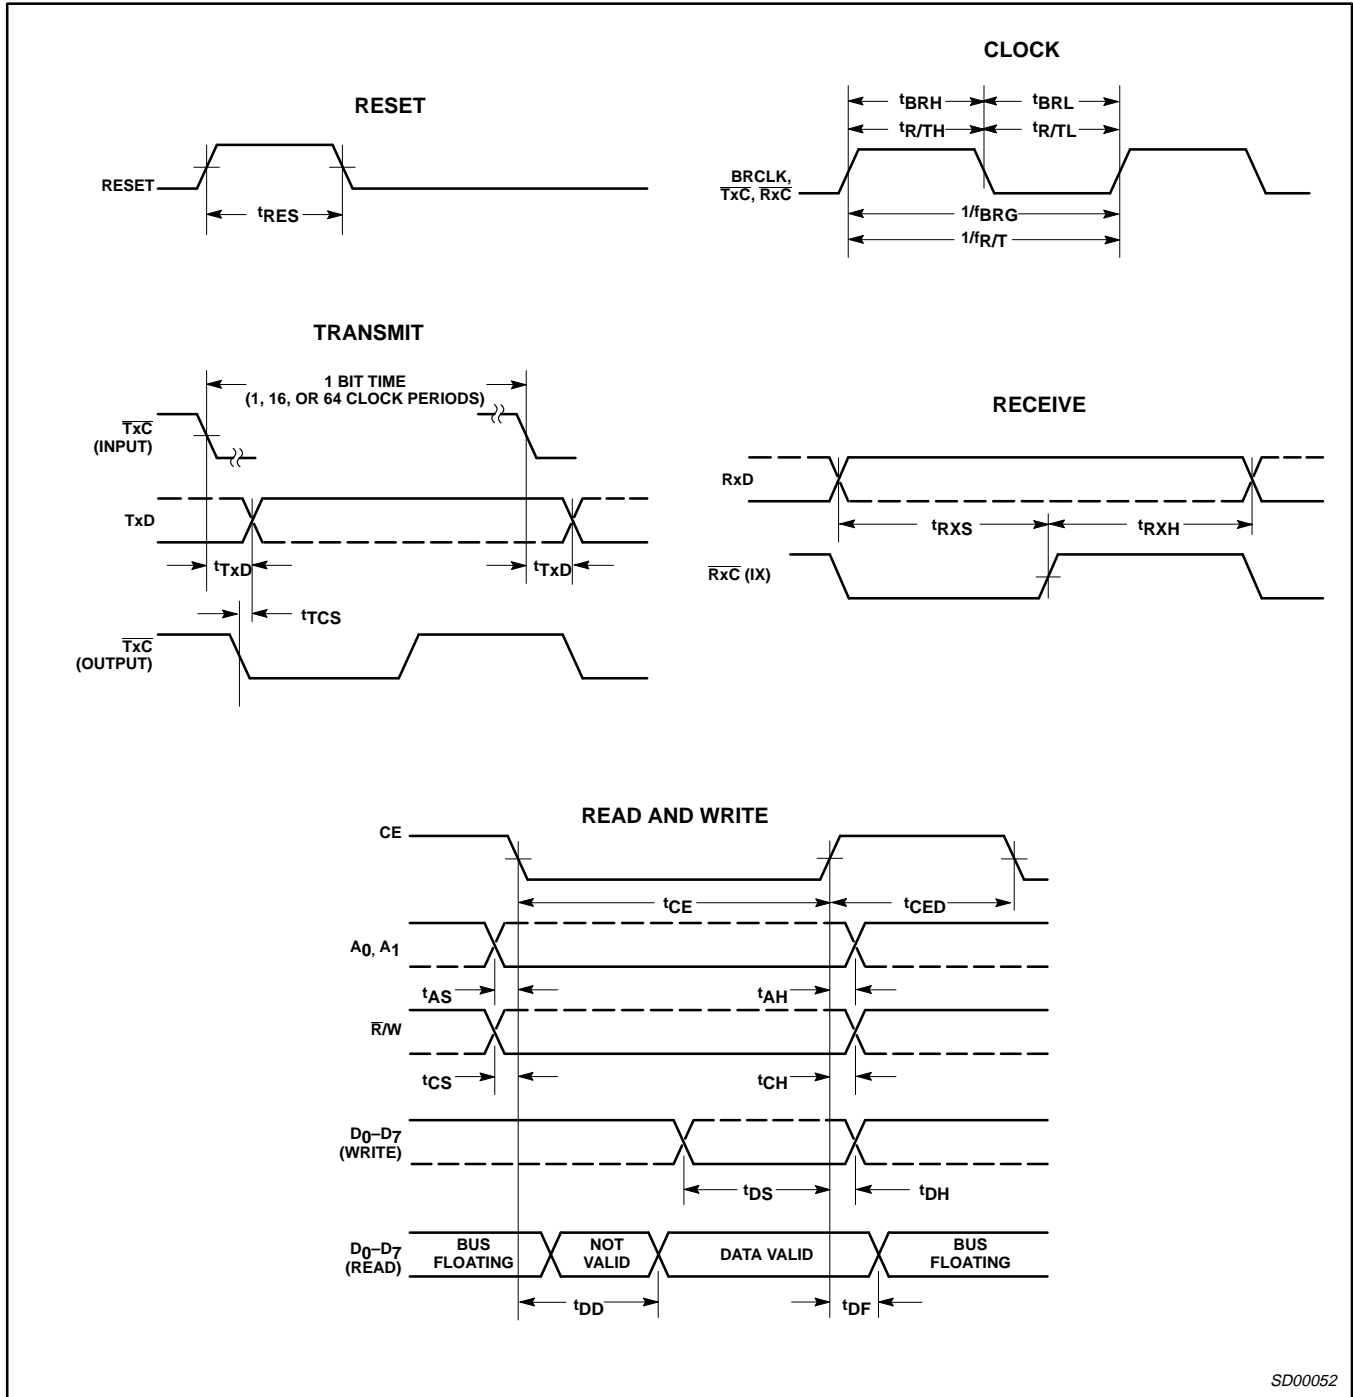 CLOCK
tBRH
tBRL
tR/TH
tR/TL
BRCLK,
TxC, RxC
1/fBRG
1/fR/T
RESET
RESET
tRES
TRANSMIT
1 BIT TIME
(1, 16, OR 64 CLOCK PERIODS)
TxC
(INPUT)
TxD
tTxD
tTxD
tTCS
TxC
(OUTPUT)
RECEIVE
RxD
tRXS
tRXH
RxC (IX)
READ AND WRITE
CE
tCE
tCED
A0, A1
tAS
tAH
R/W
tCS
tCH
D0–D7
(WRITE)
tDS
tDH
D0–D7
(READ)
BUS
FLOATING
NOT
VALID
DATA VALID
BUS
FLOATING
tDD
tDF
SD00052